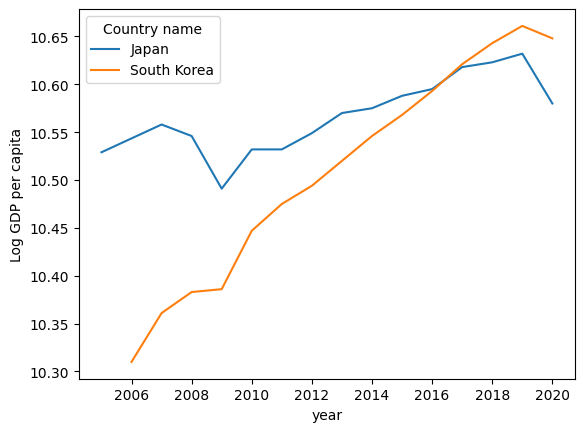 Country name
Japan
South Korea
10.65
10.60
10.55
10.50
10.45
10.40
10.35
10.30
Log GDP per capita
2006 2008 2010 2012 2014 2016 2018 2020
year